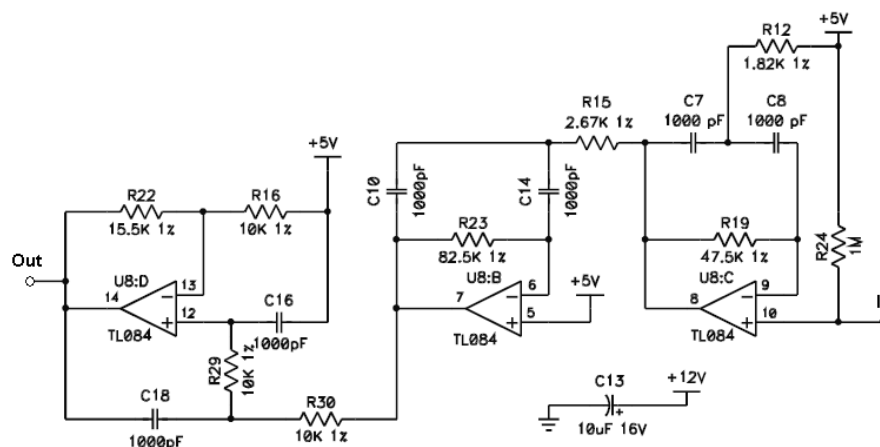 R12
+5V
1.82K 1%
R15
2.67K 1%
C7
1000 pF
C8
1000 pF
+5V
R22
15.5K 1%
R16
10K 1%
C10
1000pF
C14
1000pF
R23
82.5K 1%
R19
47.5K 1%
R24
1M
Out
U8:D
14
13
12
TL084
C16
1000pF
R29
10K 1%
U8:B
7
6
5
TL084
+5V
U8:C
8
9
10
TL084
C18
1000pF
R30
10K 1%
C13
10uF 16V
+12V